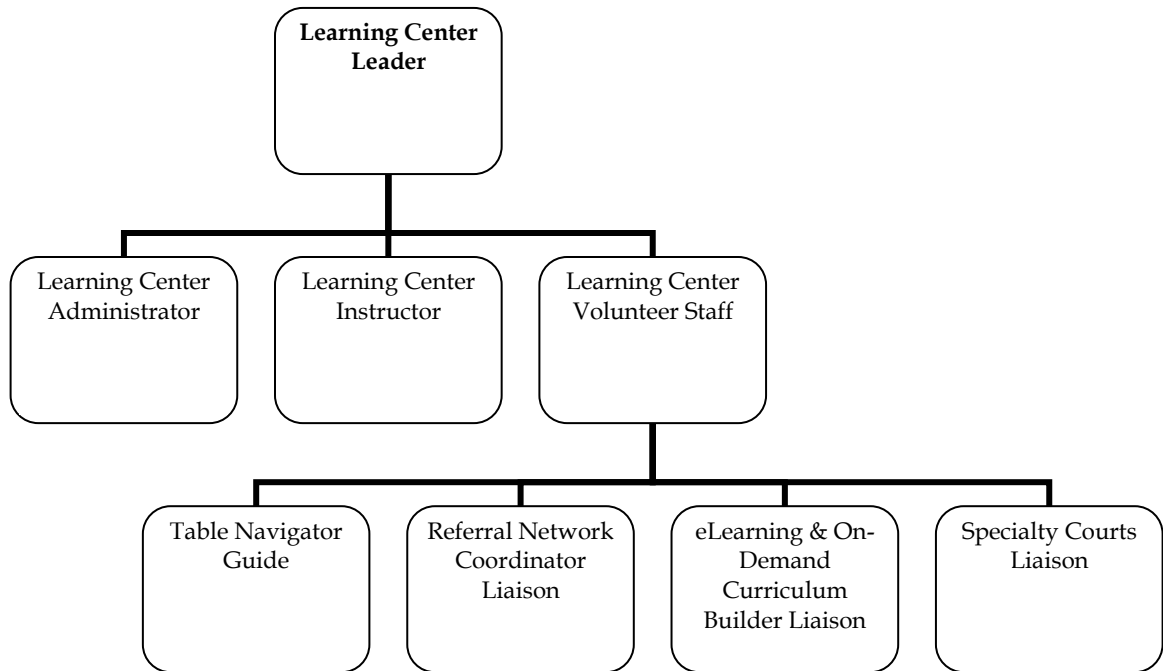 Learning Center
Leader
Learning Center
Administrator
Learning Center
Instructor
Learning Center
Volunteer Staff
Table Navigator
Guide
Referral Network
Coordinator
Liaison
eLearning & On-
Demand
Curriculum
Builder Liaison
Specialty Courts
Liaison